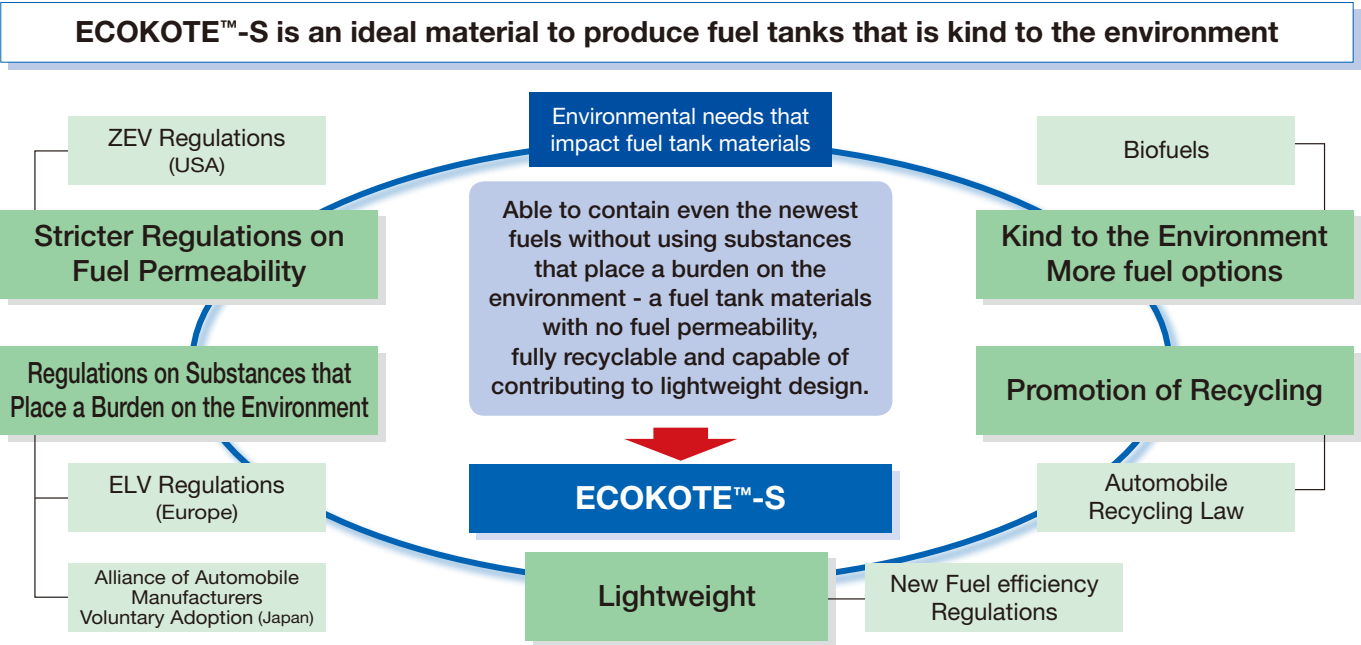 ECOKOTE™-S is an ideal material to produce fuel tanks that is kind to the environment
Environmental needs that
impact fuel tank materials
ZEV Regulations
(USA)
Stricter Regulations on
Fuel Permeability
Regulations on Substances that
Place a Burden on the Environment
ELV Regulations
(Europe)
Alliance of Automobile
Manufacturers
Voluntary Adoption (Japan)
Able to contain even the newest
fuels without using substances
that place a burden on the
environment - a fuel tank materials
with no fuel permeability,
fully recyclable and capable of
contributing to lightweight design.
ECOKOTE™-S
Lightweight
New Fuel efficiency
Regulations
Biofuels
Kind to the Environment
More fuel options
Promotion of Recycling
Automobile
Recycling Law